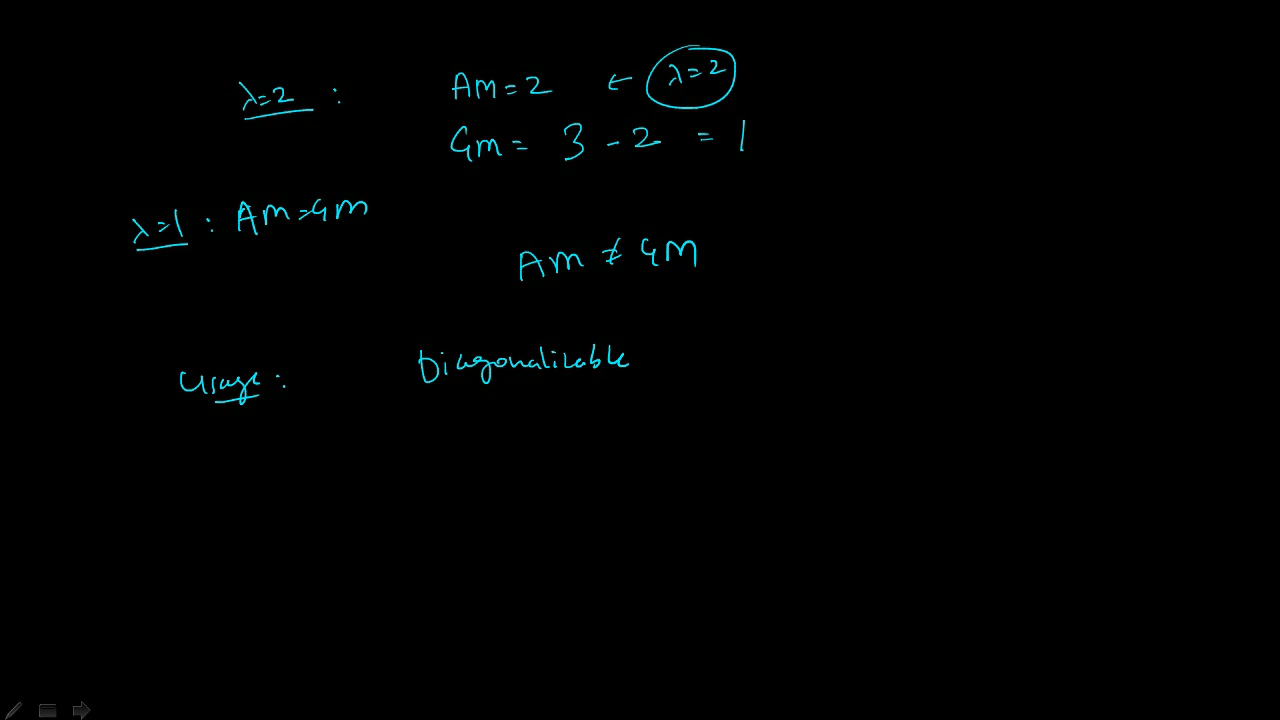 λ=2 : AM = 2 ← λ=2
GM = 3 - 2 = 1
λ=1 : AM=GM
AM ≠ GM
Usage : Diagonalizable